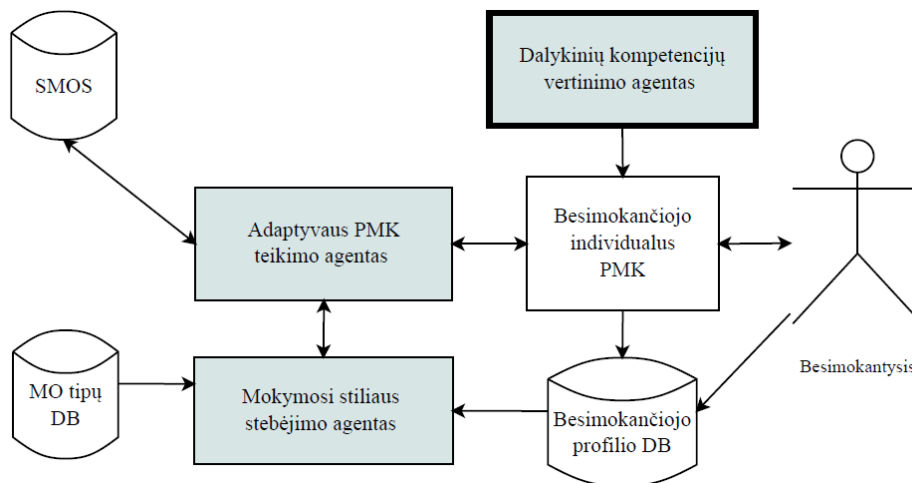 SMOS
Dalykinių kompetencijų
vertinimo agentas
Adaptyvaus PMK
teikimo agentas
Besimokančiojo
individualus
PMK
Besimokantysis
MO tipų
DB
Mokymosi stiliaus
stebėjimo agentas
Besimokančiojo
profilio DB